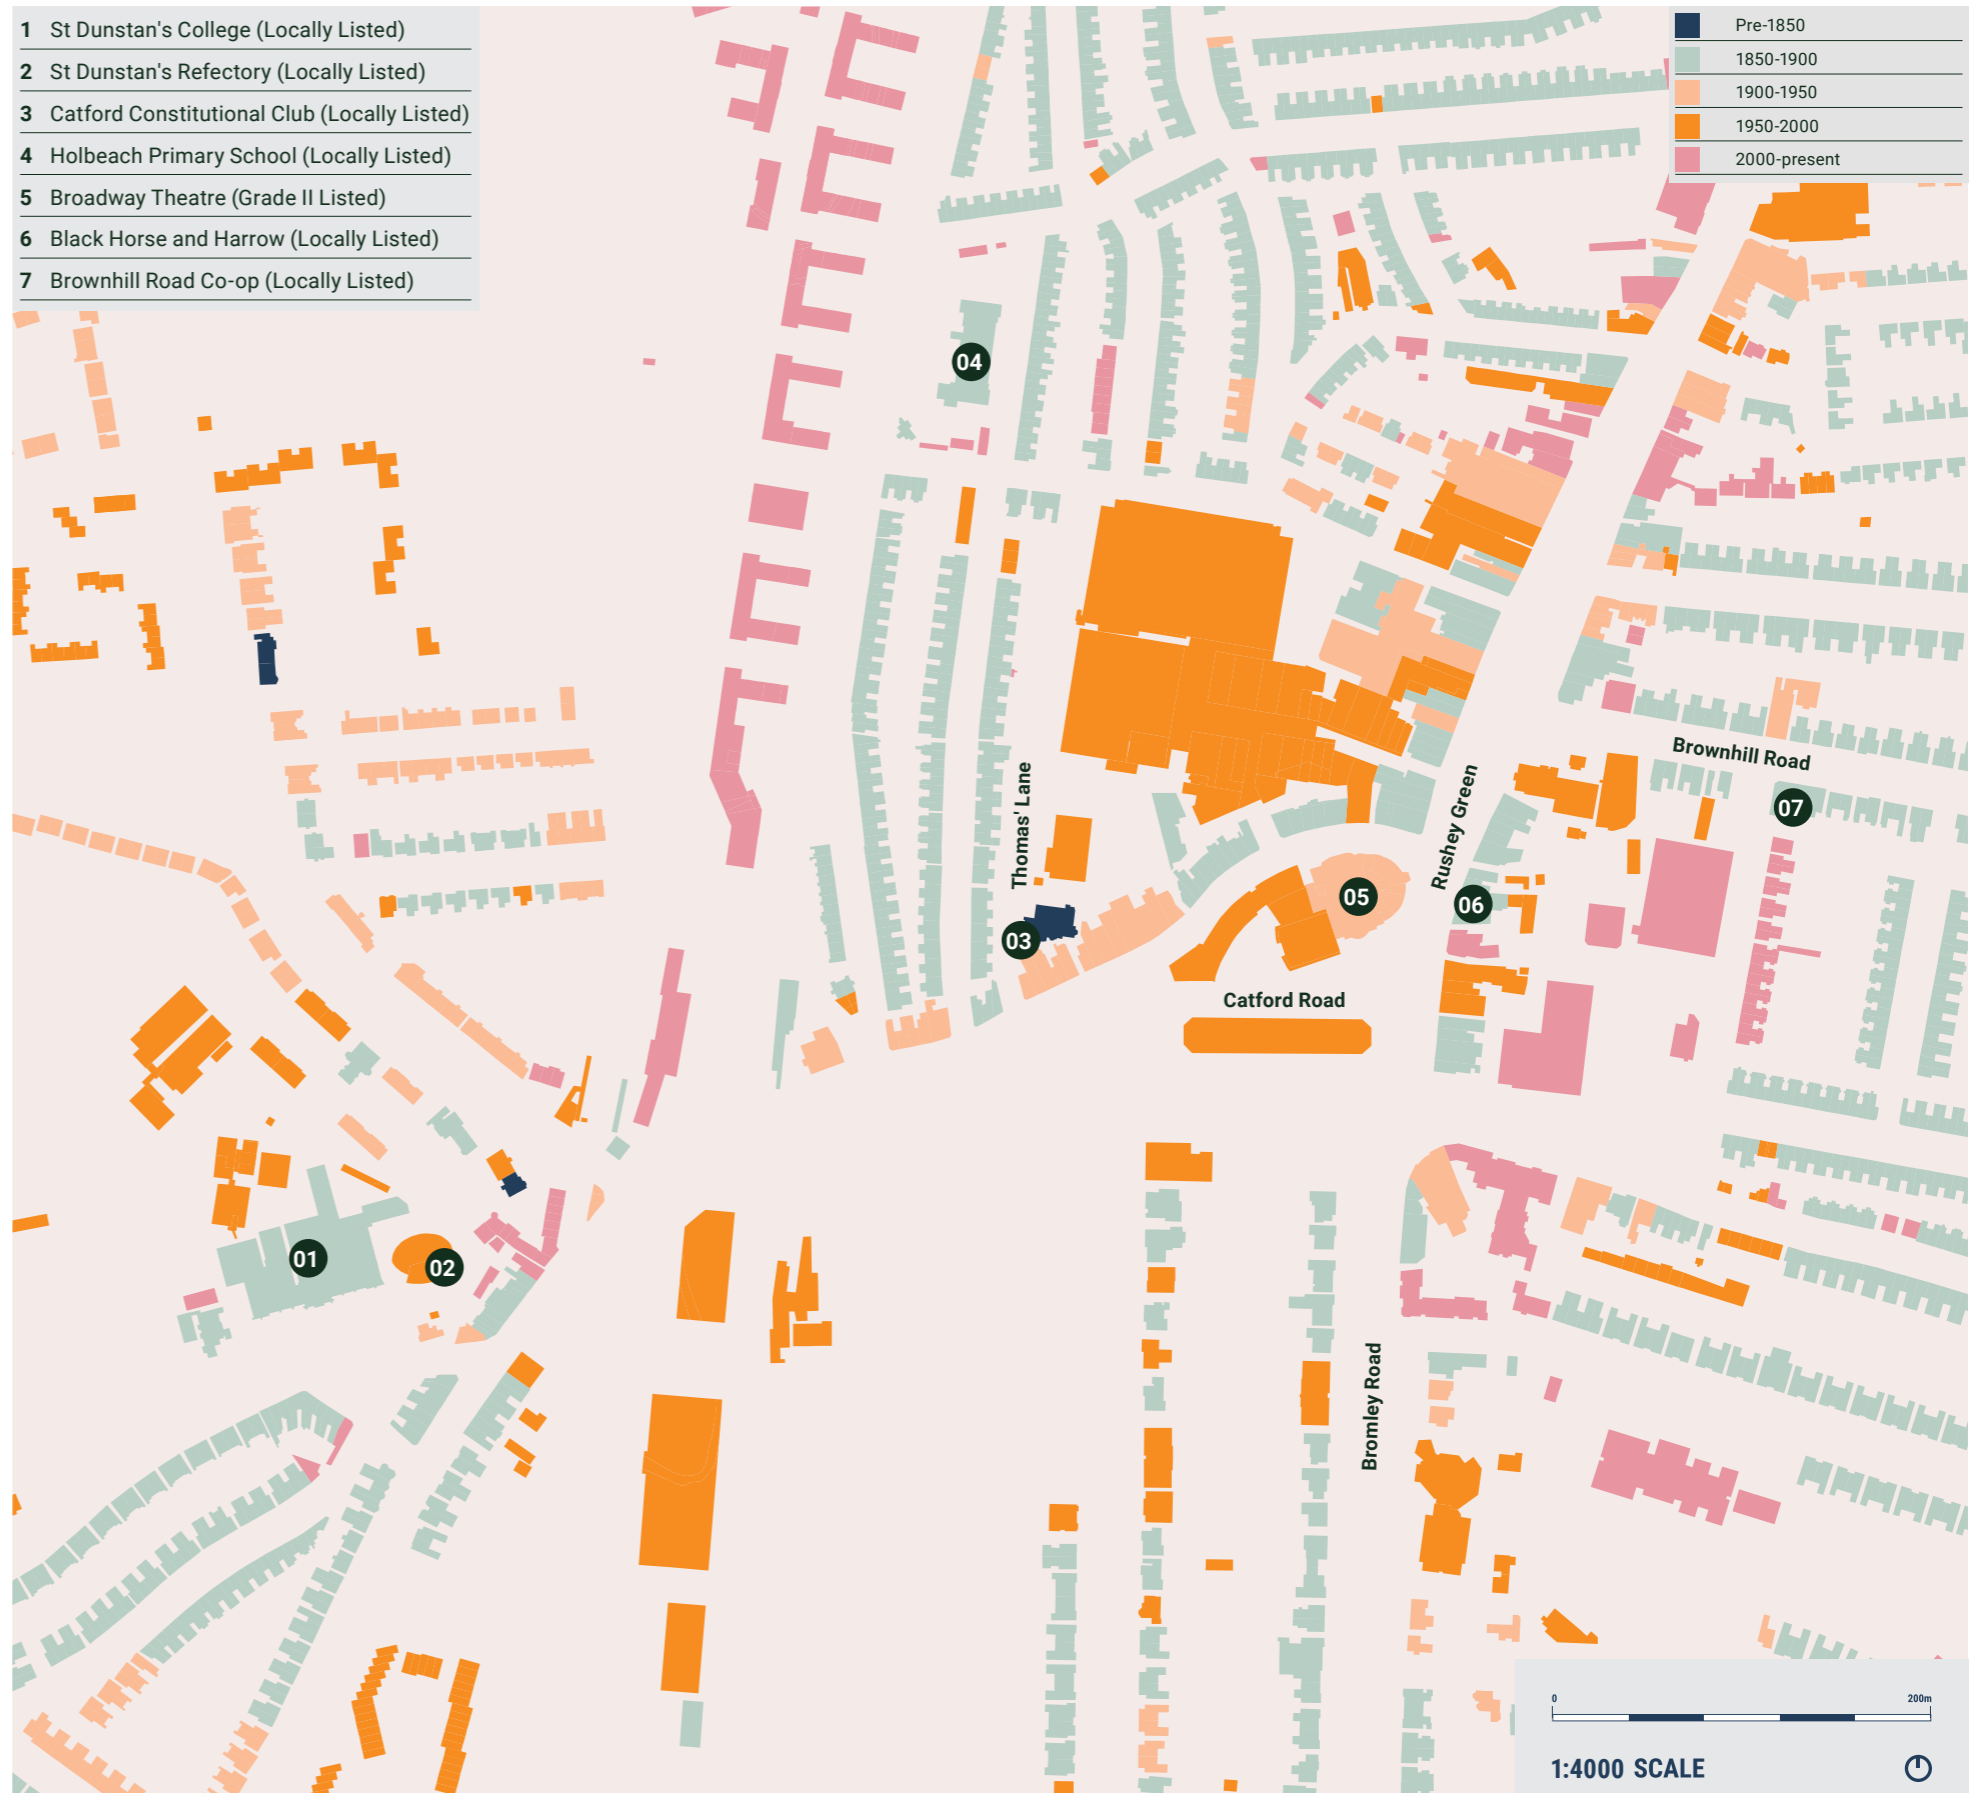 1 St Dunstan's College (Locally Listed)
2 St Dunstan's Refectory (Locally Listed)
3 Catford Constitutional Club (Locally Listed)
4 Holbeach Primary School (Locally Listed)
5 Broadway Theatre (Grade II Listed)
6 Black Horse and Harrow (Locally Listed)
7 Brownhill Road Co-op (Locally Listed)
Pre-1850
1850-1900
1900-1950
1950-2000
2000-present
04
Brownhill Road
07
Thomas' Lane
Rushey Green
05
06
03
Catford Road
01
02
Bromley Road
0 200m
1:4000 SCALE